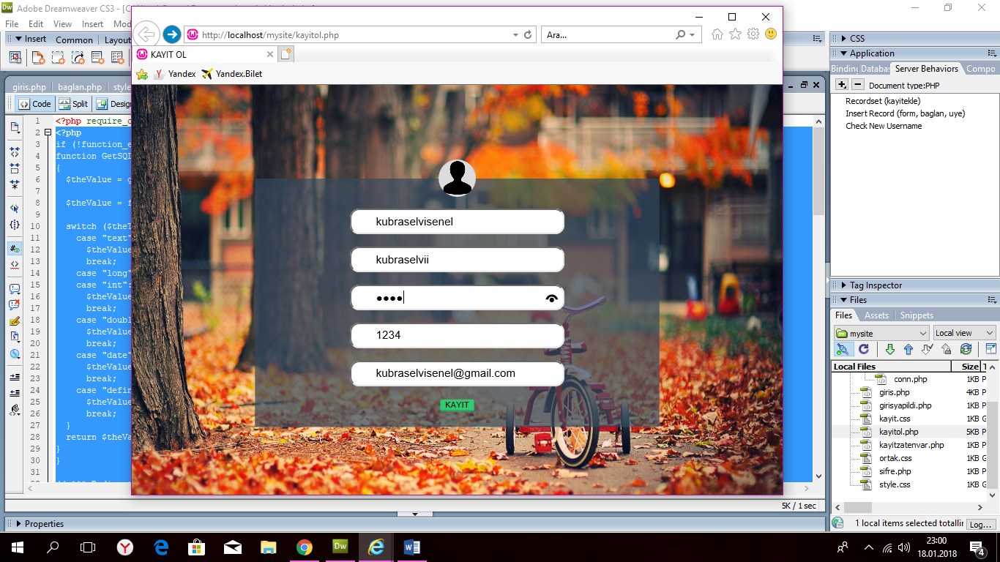 Adobe Dreamweaver CS3 - [C
File Edit View Insert Mod
Insert Common Layou
http://localhost/mysite/kayitol.php
Ara...
KAYIT OL
Yandex Yandex.Bilet
giris.php baglan.php style
Code Split Design
1 <?php require_o
2 <?php
3 if (!function_e
4 function GetSQL
5 {
6 $theValue = g
7
8 $theValue = f
9
10 switch ($theT
11 case "text"
12 $theValue
13 break;
14 case "long"
15 case "int":
16 $theValue
17 break;
18 case "doubl
19 $theValue
20 break;
21 case "date"
22 $theValue
23 break;
24 case "defin
25 $theValue
26 break;
27 }
28 return $theVa
29 }
30 }
31
kubraselvisenel
kubraselvii
••••
1234
kubraselvisenel@gmail.com
KAYIT
5K / 1 sec
Properties
CSS
Application
Binding Databa: Server Behaviors Compo
Document type:PHP
Recordset (kayitekle)
Insert Record (form, baglan, uye)
Check New Username
Tag Inspector
Files
Files Assets Snippets
mysite Local view
Local Files Size T
conn.php 1KB P
giris.php 4KB P
girisyapildi.php 1KB P
kayit.css 1KB G
kayitol.php 5KB P
kayitzatenvar.php 1KB P
ortak.css 1KB G
sifre.php 1KB P
style.css 1KB G
1 local items selected totallin Log...
23:00
18.01.2018
4